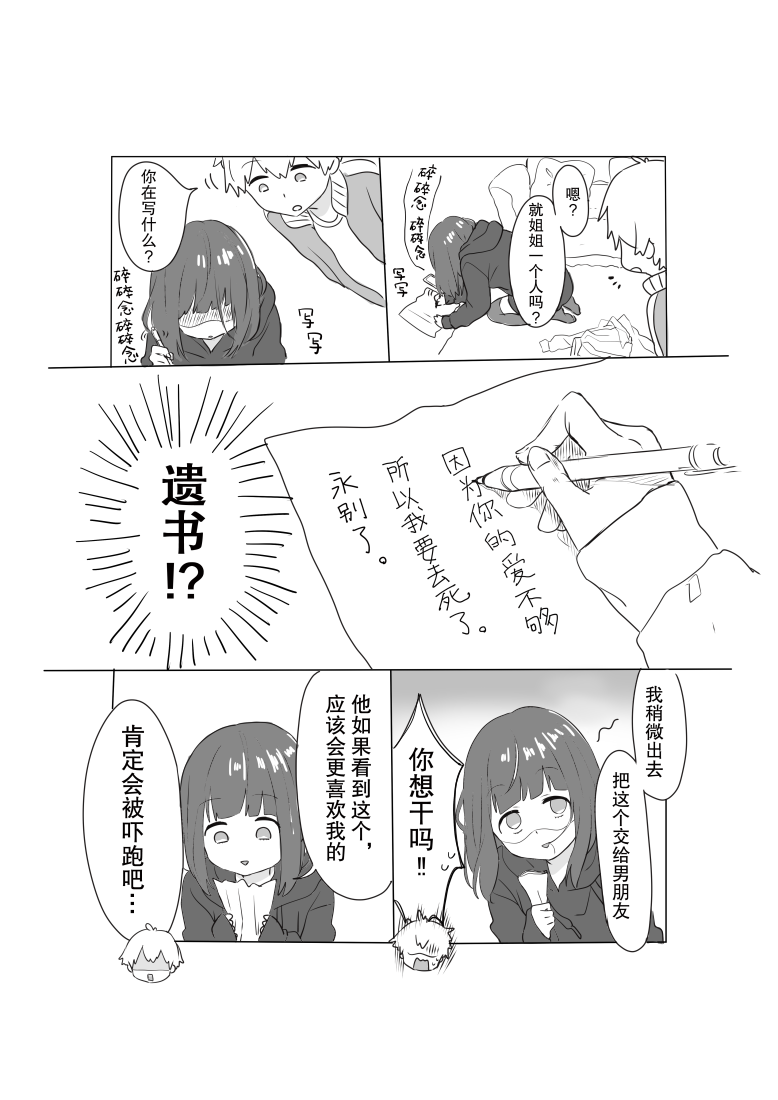 嗯？
就姐姐一个人吗？
碎碎念 碎碎念
写写
你在写什么？
碎碎念碎碎念
写写
因为你的爱不够
所以我要去死了。
永别了。
遗书!?
我稍微出去
把这个交给男朋友
你想干吗!!
他如果看到这个，
应该会更喜欢我的
肯定会被吓跑吧…